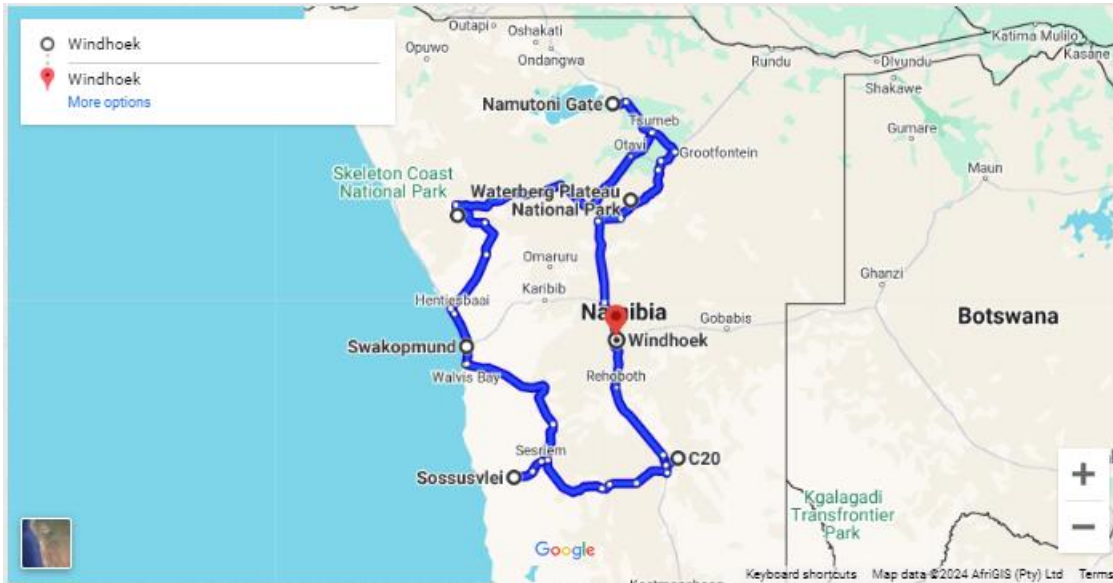 Windhoek
Windhoek
More options
Outapi
Oshakati
Opuwo
Ondangwa
Rundu
Divundu
Katima Mulilo
Kasane
Shakawe
Gumare
Maun
Namutoni Gate
Tsumeb
Otavi
Grootfontein
Skeleton Coast
National Park
Waterberg Plateau
National Park
Omaruru
Karibib
Hentiesbaai
Namibia
Gobabis
Ghanzi
Botswana
Swakopmund
Windhoek
Walvis Bay
Rehoboth
Sesriem
C20
Sossusvlei
Kgalagadi
Transfrontier
Park
Google
Keyboard shortcuts
Map data ©2024 AfriGIS (Pty) Ltd
Terms